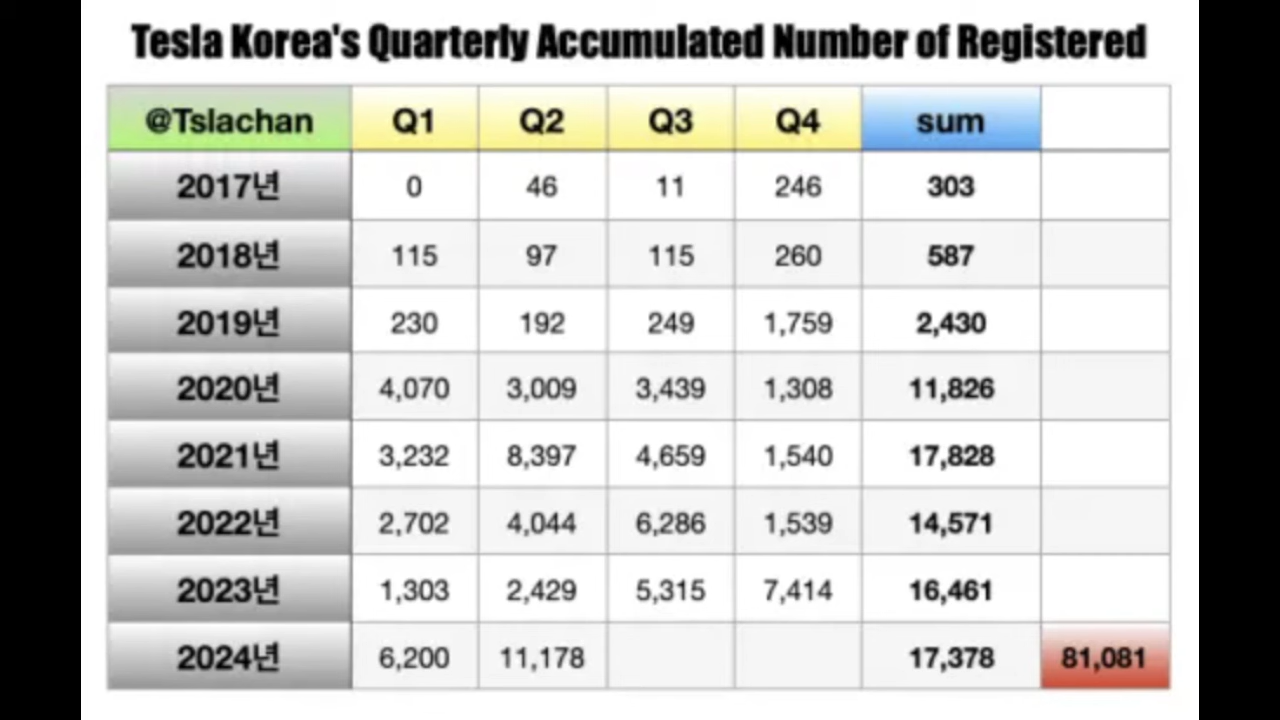 Tesla Korea's Quarterly Accumulated Number of Registered
@Tslachan Q1 Q2 Q3 Q4 sum
2017년 0 46 11 246 303
2018년 115 97 115 260 587
2019년 230 192 249 1,759 2,430
2020년 4,070 3,009 3,439 1,308 11,826
2021년 3,232 8,397 4,659 1,540 17,828
2022년 2,702 4,044 6,286 1,539 14,571
2023년 1,303 2,429 5,315 7,414 16,461
2024년 6,200 11,178 17,378 81,081